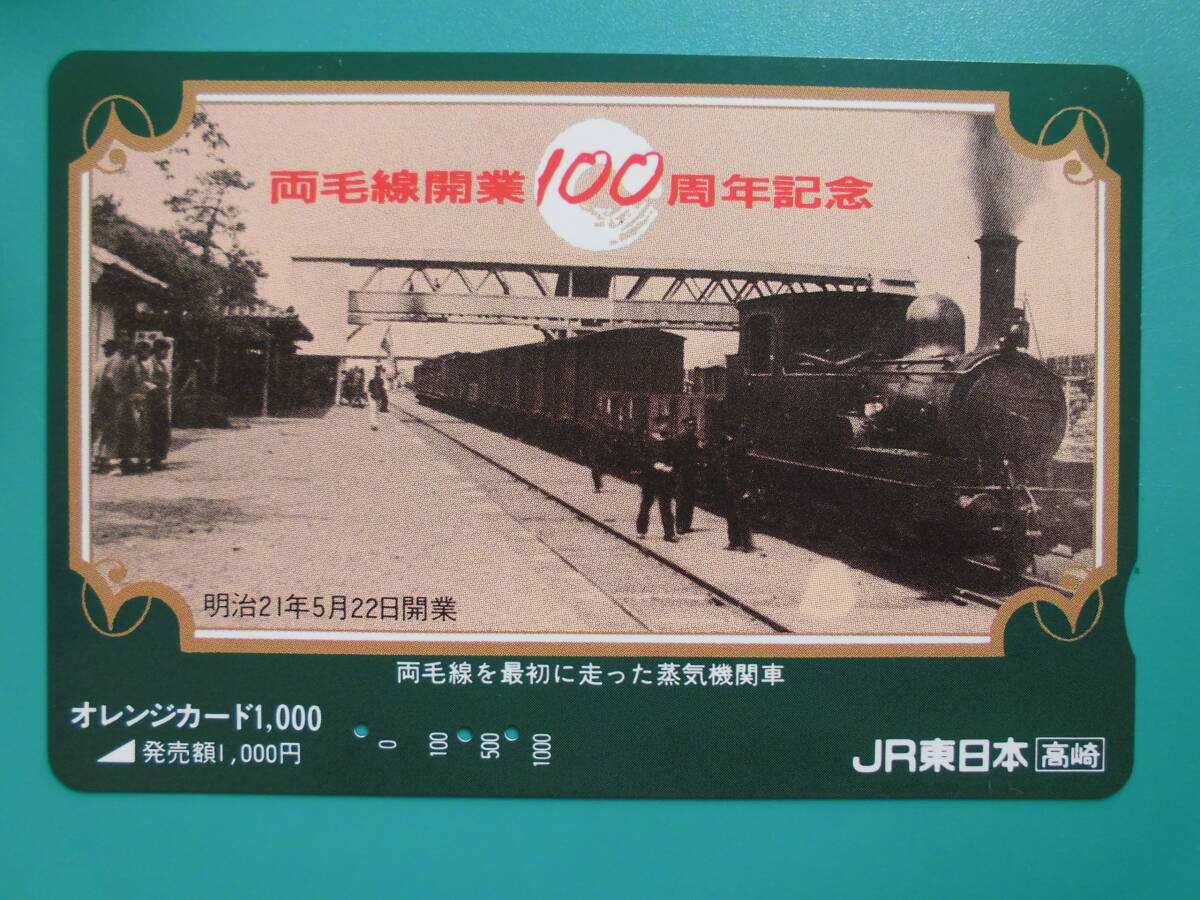 両毛線開業100周年記念
明治21年5月22日開業
両毛線を最初に走った蒸気機関車
オレンジカード1,000
発売額1,000円
0 100 500 1000
JR東日本 高崎